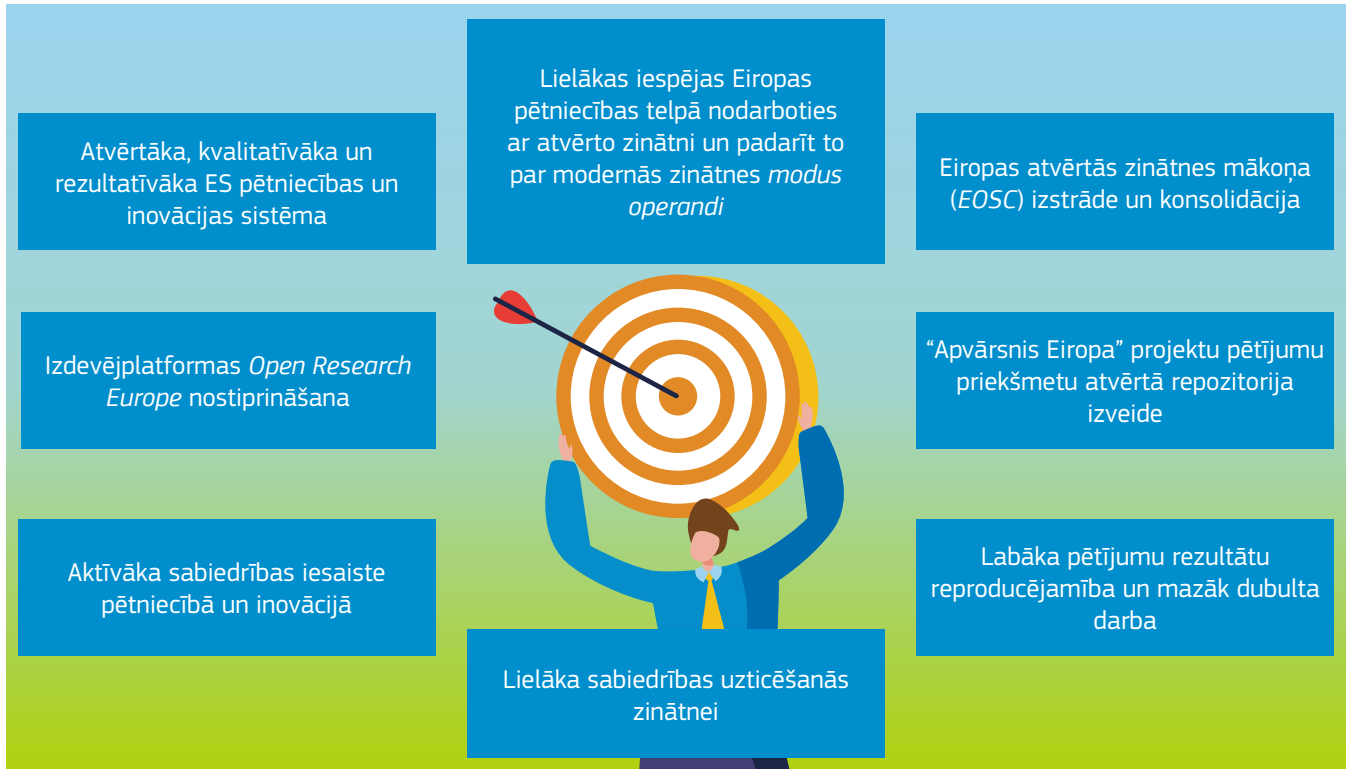 Lielākas iespējas Eiropas
pētniecības telpā nodarboties
ar atvērto zinātni un padarīt to
par modernās zinātnes modus
operandi
Atvērtāka, kvalitatīvāka un
rezultatīvāka ES pētniecības un
inovācijas sistēma
Eiropas atvērtās zinātnes mākoņa
(EOSC) izstrāde un konsolidācija
Izdevējplatformas Open Research
Europe nostiprināšana
“Apvārsnis Eiropa” projektu pētījumu
priekšmetu atvērtā repozitorija
izveide
Aktīvāka sabiedrības iesaiste
pētniecībā un inovācijā
Labāka pētījumu rezultātu
reproducējamība un mazāk dubulta
darba
Lielāka sabiedrības uzticēšanās
zinātnei